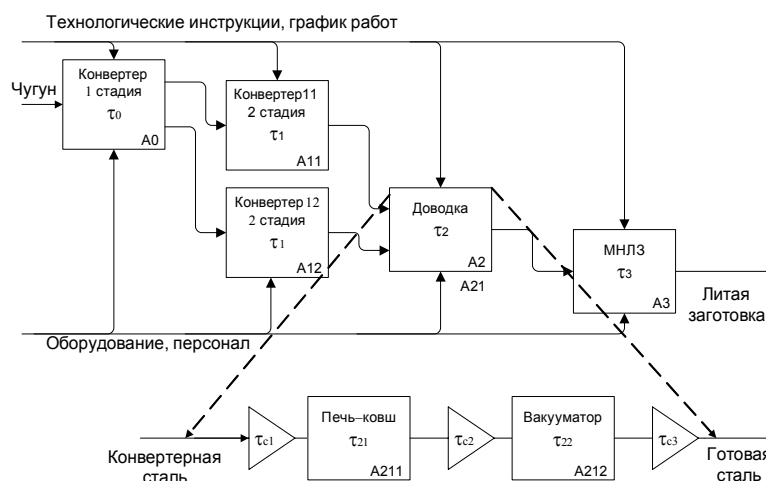 Технологические инструкции, график работ
Чугун
Конвертер
1 стадия
τ0
A0
Конвертер11
2 стадия
τ1
A11
Конвертер 12
2 стадия
τ1
A12
Доводка
τ2
A2
A21
МНЛЗ
τ3
A3
Литая
заготовка
Оборудование, персонал
Конвертерная
сталь
τc1
Печь–ковш
τ21
A211
τc2
Вакууматор
τ22
A212
τc3
Готовая
сталь